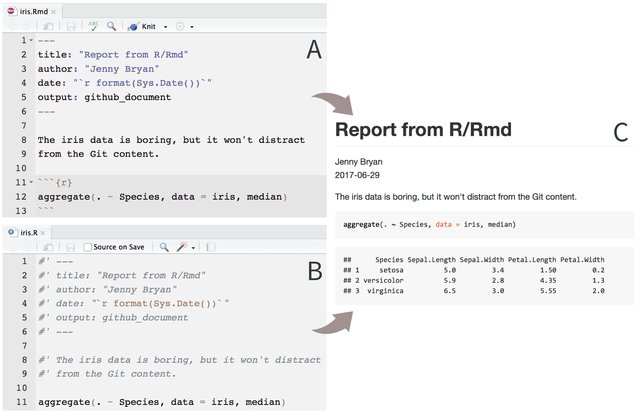 iris.Rmd
ABC
Knit
1 ---
2 title: "Report from R/Rmd"
3 author: "Jenny Bryan"
4 date: "`r format(Sys.Date())`"
5 output: github_document
6 ---
7
8 The iris data is boring, but it won't distract
9 from the Git content.
10
11 ```{r}
12 aggregate(. ~ Species, data = iris, median)
13 ```
A
iris.R
Source on Save
1 #' ---
2 #' title: "Report from R/Rmd"
3 #' author: "Jenny Bryan"
4 #' date: "`r format(Sys.Date())`"
5 #' output: github_document
6 #' ---
7
8 #' The iris data is boring, but it won't distract
9 #' from the Git content.
10
11 aggregate(. ~ Species, data = iris, median)
B
C
Report from R/Rmd
Jenny Bryan
2017-06-29
The iris data is boring, but it won't distract from the Git content.
aggregate(. ~ Species, data = iris, median)
##      Species Sepal.Length Sepal.Width Petal.Length Petal.Width
## 1     setosa          5.0         3.4         1.50         0.2
## 2 versicolor          5.9         2.8         4.35         1.3
## 3  virginica          6.5         3.0         5.55         2.0